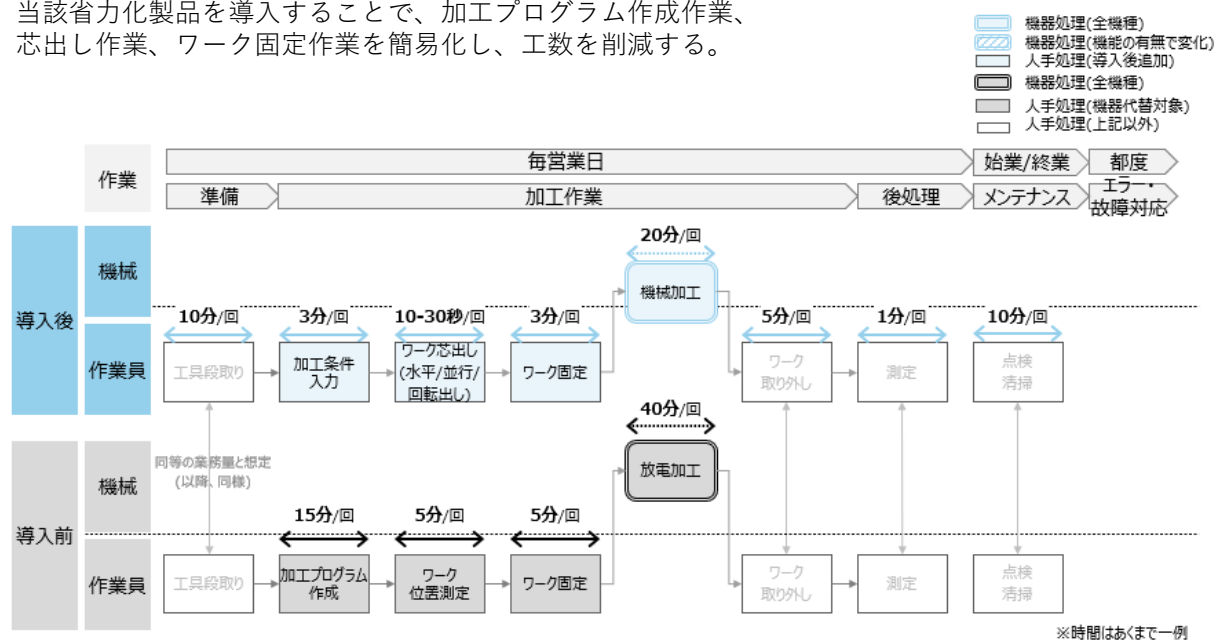 当該省力化製品を導入することで、加工プログラム作成作業、
芯出し作業、ワーク固定作業を簡易化し、工数を削減する。
機器処理(全機種)
機器処理(機能の有無で変化)
人手処理(導入後追加)
機器処理(全機種)
人手処理(機器代替対象)
人手処理(上記以外)
作業
毎営業日
始業/終業
都度
準備
加工作業
後処理
メンテナンス
エラー・
故障対応
導入後
機械
20分/回
機械加工
作業員
10分/回
3分/回
10-30秒/回
3分/回
5分/回
1分/回
10分/回
工具段取り
加工条件
入力
ワーク芯出し
(水平/並行/
回転出し)
ワーク固定
ワーク
取り外し
測定
点検
清掃
同等の業務量と想定
(以降、同様)
導入前
機械
40分/回
放電加工
作業員
15分/回
5分/回
5分/回
工具段取り
加工プログラム
作成
ワーク
位置測定
ワーク固定
ワーク
取り外し
測定
点検
清掃
※時間はあくまで一例